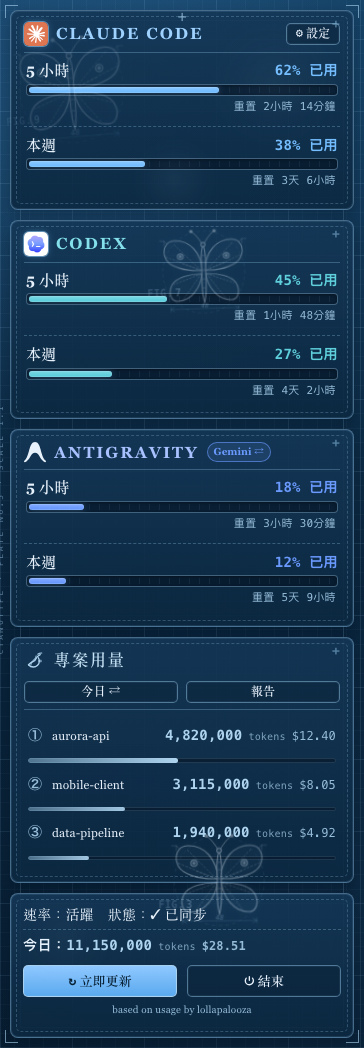 CLAUDE CODE ⚙ 設定
5 小時 62% 已用
重置 2小時 14分鐘
本週 38% 已用
重置 3天 6小時
CODEX
5 小時 45% 已用
重置 1小時 48分鐘
本週 27% 已用
重置 4天 2小時
ANTIGRAVITY Gemini ⇄
5 小時 18% 已用
重置 3小時 30分鐘
本週 12% 已用
重置 5天 9小時
專案用量
今日 ⇄ 報告
① aurora-api 4,820,000 tokens $12.40
② mobile-client 3,115,000 tokens $8.05
③ data-pipeline 1,940,000 tokens $4.92
速率：活躍 狀態：✓ 已同步
今日：11,150,000 tokens $28.51
↻ 立即更新 ⏻ 結束
based on usage by lollapalooza